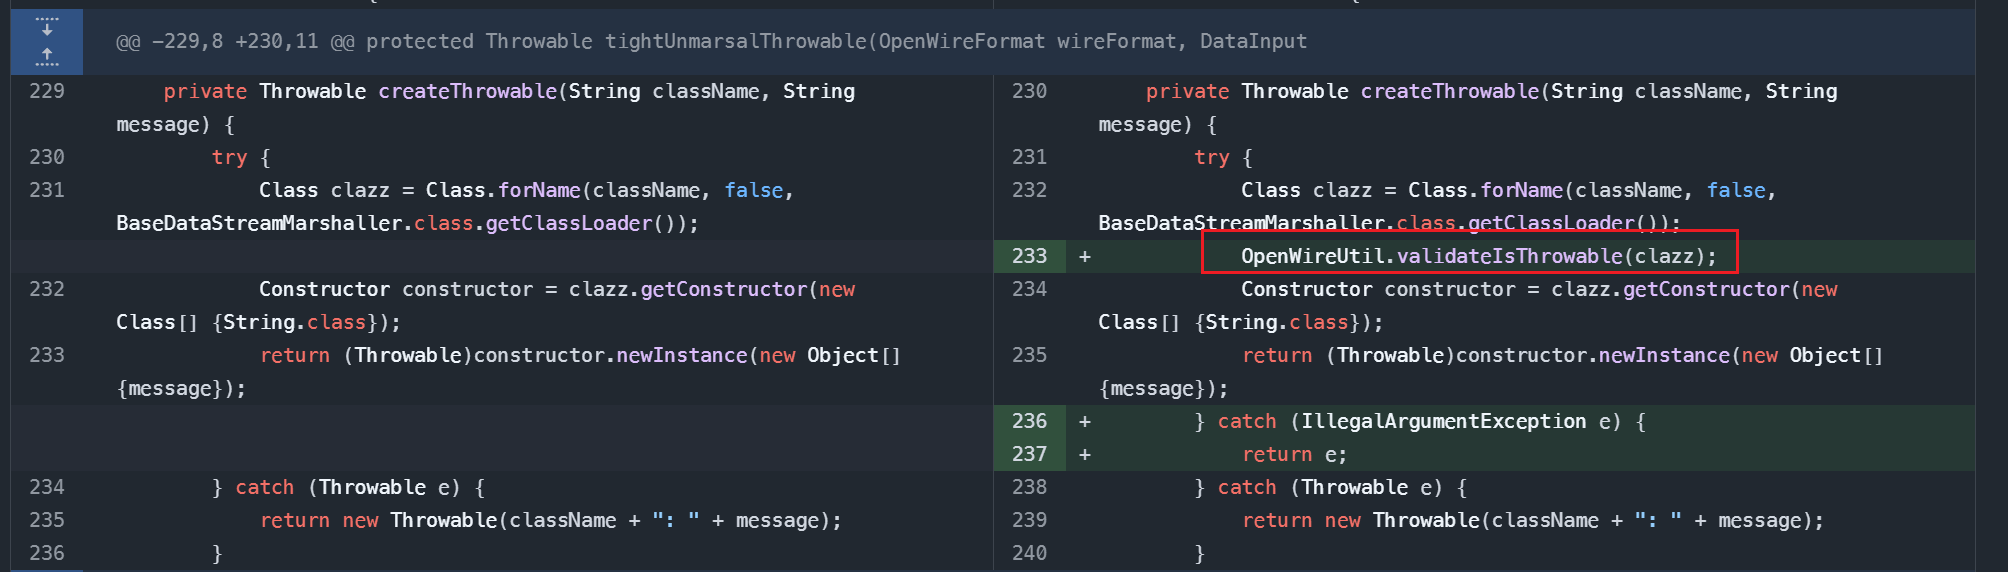 { {
@@ -229,8 +230,11 @@ protected Throwable tightUnmarsalThrowable(OpenWireFormat wireFormat, DataInput
229 private Throwable createThrowable(String className, String
message) {
230 try {
231 Class clazz = Class.forName(className, false,
BaseDataStreamMarshaller.class.getClassLoader());
232 Constructor constructor = clazz.getConstructor(new
Class[] {String.class});
233 return (Throwable)constructor.newInstance(new Object[]
{message});
234 } catch (Throwable e) {
235 return new Throwable(className + ": " + message);
236 }
230 private Throwable createThrowable(String className, String
message) {
231 try {
232 Class clazz = Class.forName(className, false,
BaseDataStreamMarshaller.class.getClassLoader());
233 + OpenWireUtil.validateIsThrowable(clazz);
234 Constructor constructor = clazz.getConstructor(new
Class[] {String.class});
235 return (Throwable)constructor.newInstance(new Object[]
{message});
236 + } catch (IllegalArgumentException e) {
237 + return e;
238 } catch (Throwable e) {
239 return new Throwable(className + ": " + message);
240 }